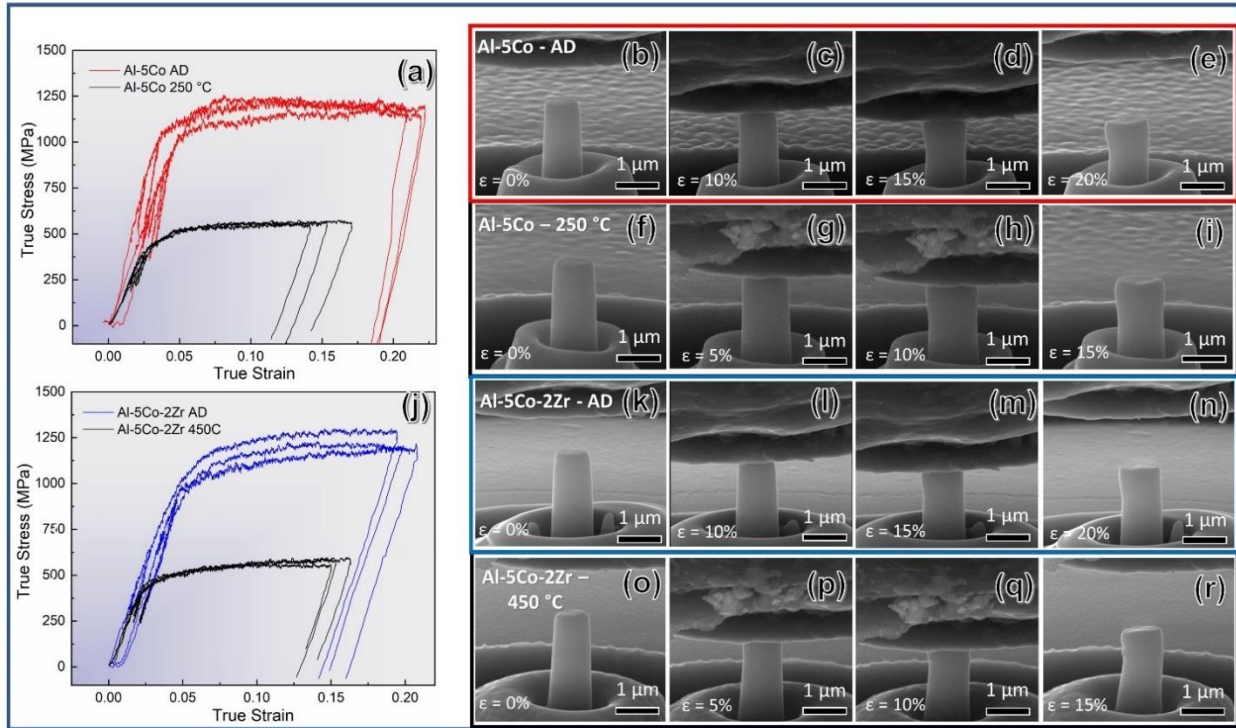 (a)
Al-5Co AD
Al-5Co 250 °C
True Stress (MPa)
1500
1250
1000
750
500
250
0
0.00 0.05 0.10 0.15 0.20
True Strain
Al-5Co - AD
(b)
ε = 0%
1 µm
(c)
ε = 10%
1 µm
(d)
ε = 15%
1 µm
(e)
ε = 20%
1 µm
Al-5Co – 250 °C
(f)
ε = 0%
1 µm
(g)
ε = 5%
1 µm
(h)
ε = 10%
1 µm
(i)
ε = 15%
1 µm
(j)
Al-5Co-2Zr AD
Al-5Co-2Zr 450C
True Stress (MPa)
1500
1250
1000
750
500
250
0
0.00 0.05 0.10 0.15 0.20
True Strain
Al-5Co-2Zr - AD
(k)
ε = 0%
1 µm
(l)
ε = 10%
1 µm
(m)
ε = 15%
1 µm
(n)
ε = 20%
1 µm
Al-5Co-2Zr –
450 °C
(o)
ε = 0%
1 µm
(p)
ε = 5%
1 µm
(q)
ε = 10%
1 µm
(r)
ε = 15%
1 µm